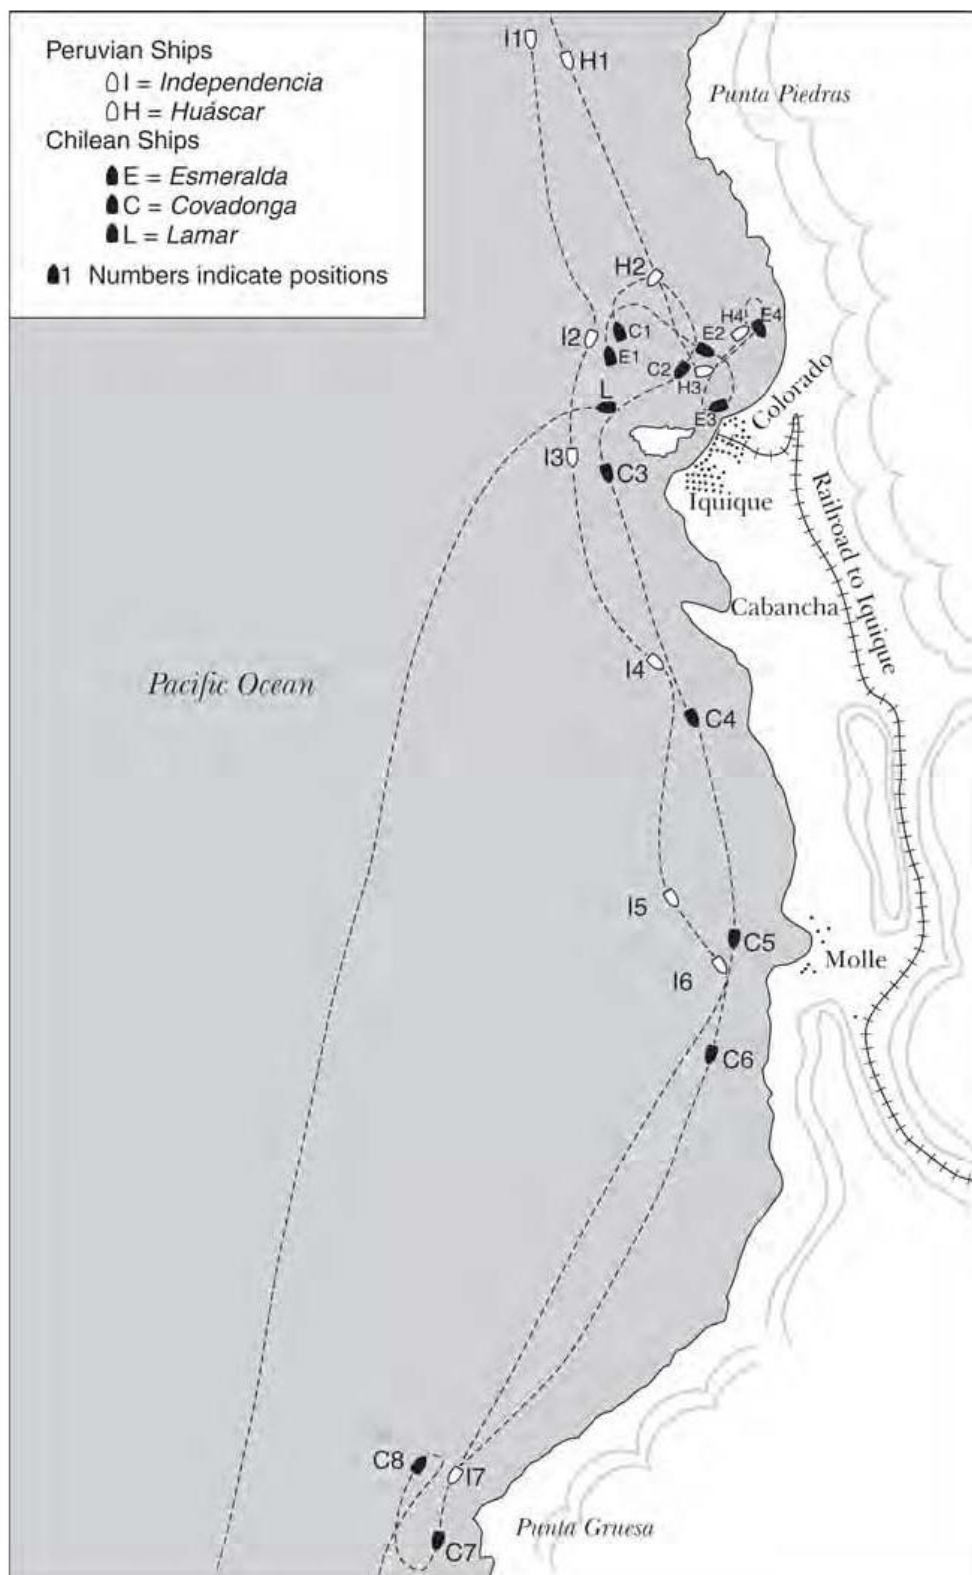 Peruvian Ships
I = Independencia
H = Huáscar
Chilean Ships
E = Esmeralda
C = Covadonga
L = Lamar
1 Numbers indicate positions
I1
H1
Punta Piedras
H2
I2
C1
E1
E2
H4
E4
C2
H3
L
E3
Colorado
I3
C3
Iquique
Railroad to Iquique
Cabancha
I4
Pacific Ocean
C4
I5
C5
I6
Molle
C6
C8
I7
C7
Punta Gruesa